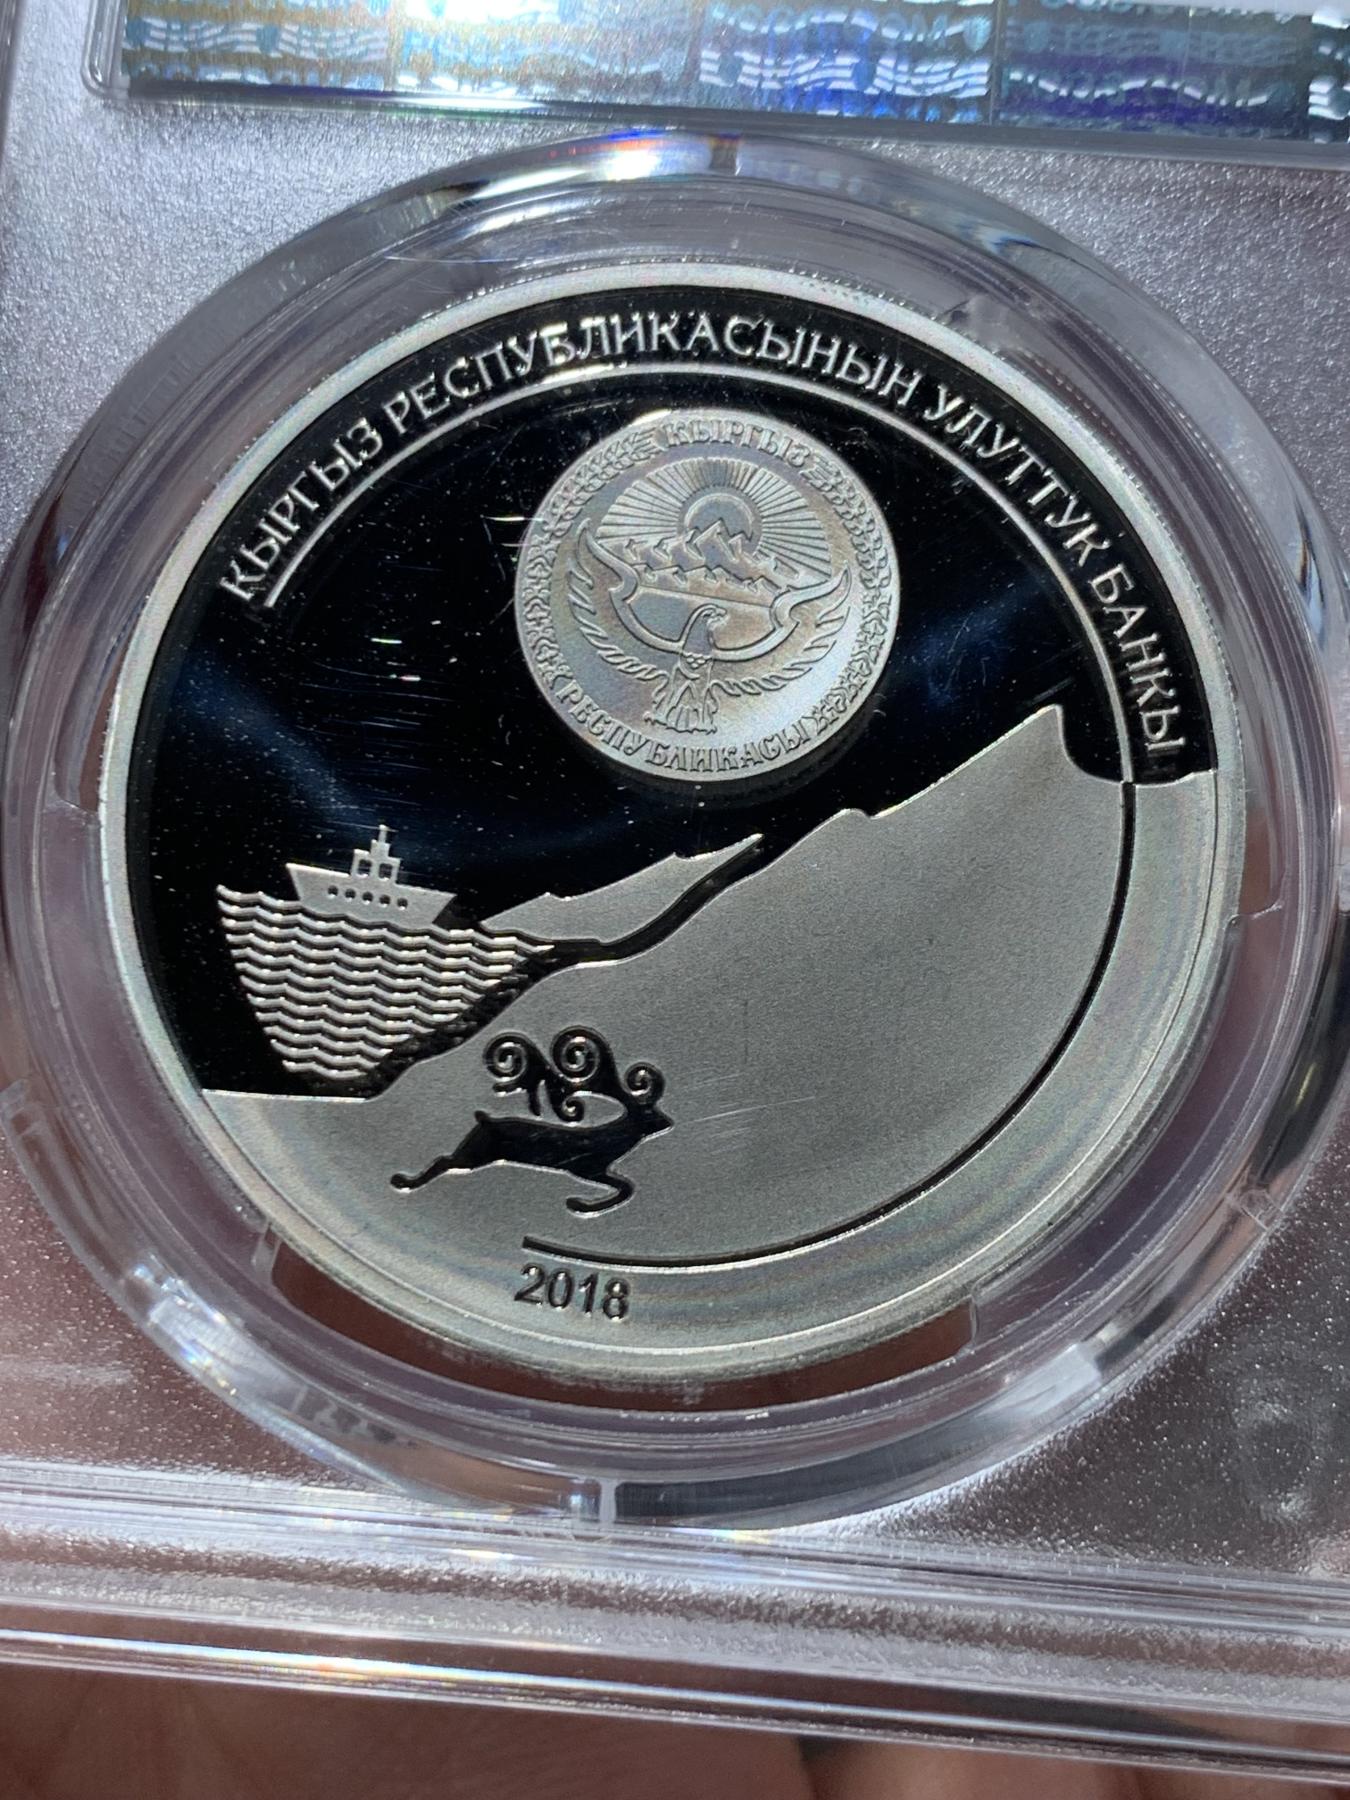 КЫРГЫЗ РЕСПУБЛИКАСЫНЫН УЛУТТУК БАНКЫ
КЫРГЫЗ
РЕСПУБЛИКАСЫ
2018